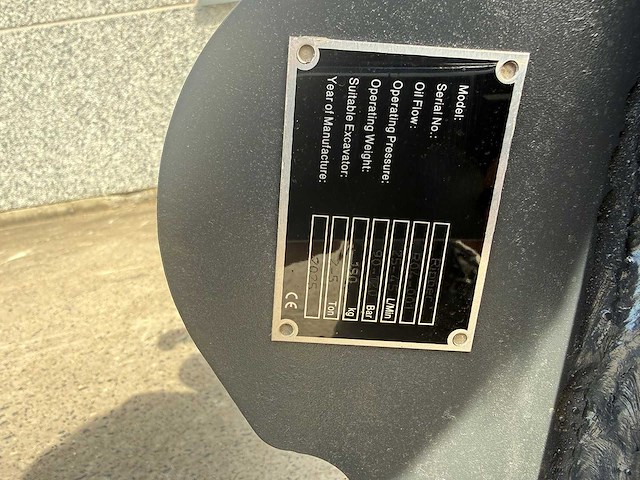 Model:
Serial No.:
Oil Flow: L/Min
Operating Pressure: Bar
Operating Weight: kg
Suitable Excavator: Ton
Year of Manufacture: 2025
CE